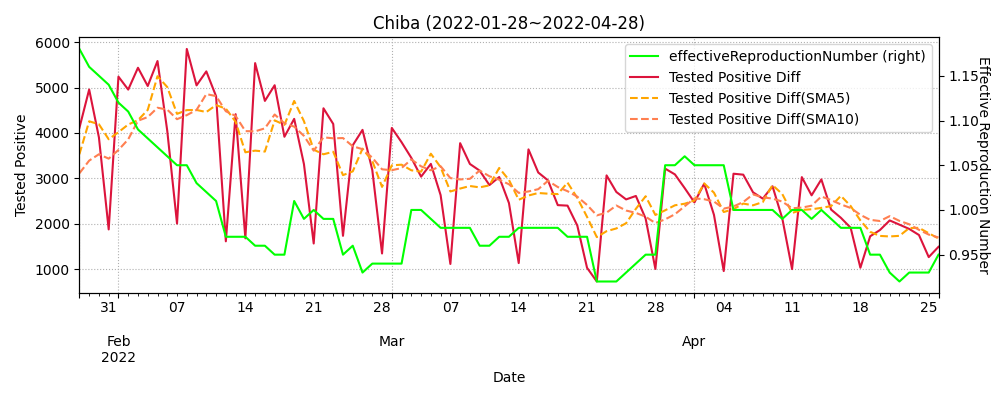 Chiba (2022-01-28~2022-04-28)
effectiveReproductionNumber (right)
Tested Positive Diff
Tested Positive Diff(SMA5)
Tested Positive Diff(SMA10)
Tested Positive
6000
5000
4000
3000
2000
1000
Effective Reproduction Number
1.15
1.10
1.05
1.00
0.95
31 07 14 21 28 07 14 21 28 04 11 18 25
Feb Mar Apr
2022
Date